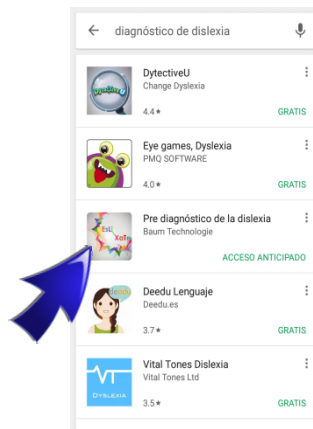 diagnóstico de dislexia
DytectiveU
Change Dyslexia
4.4★ GRATIS
Eye games, Dyslexia
PMQ SOFTWARE
4.0★ GRATIS
Pre diagnóstico de la dislexia
Baum Technologie
ACCESO ANTICIPADO
Deedu Lenguaje
Deedu.es
3.7★ GRATIS
Vital Tones Dislexia
Vital Tones Ltd
DYSLEXIA
3.5★ GRATIS